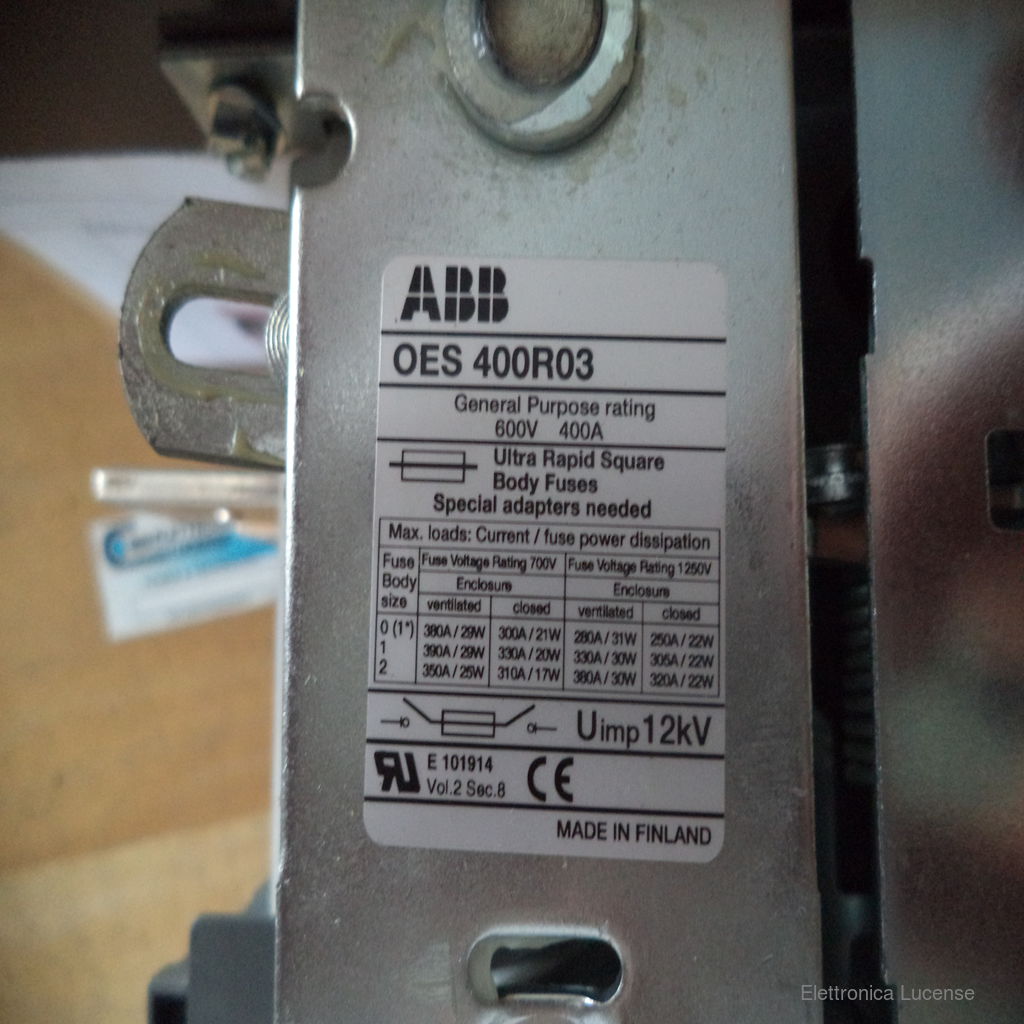 ABB
OES 400R03
General Purpose rating
600V 400A
Ultra Rapid Square
Body Fuses
Special adapters needed
Max. loads: Current / fuse power dissipation
Fuse Body size
Fuse Voltage Rating 700V Fuse Voltage Rating 1250V
Enclosure Enclosure
ventilated closed ventilated closed
0 (1*) 380A / 29W 300A / 21W 280A / 31W 250A / 22W
1 390A / 29W 330A / 20W 330A / 30W 305A / 22W
2 350A / 25W 310A / 17W 380A / 30W 320A / 22W
Uimp 12kV
RU E 101914 CE
Vol.2 Sec.8
MADE IN FINLAND
Elettronica Lucense